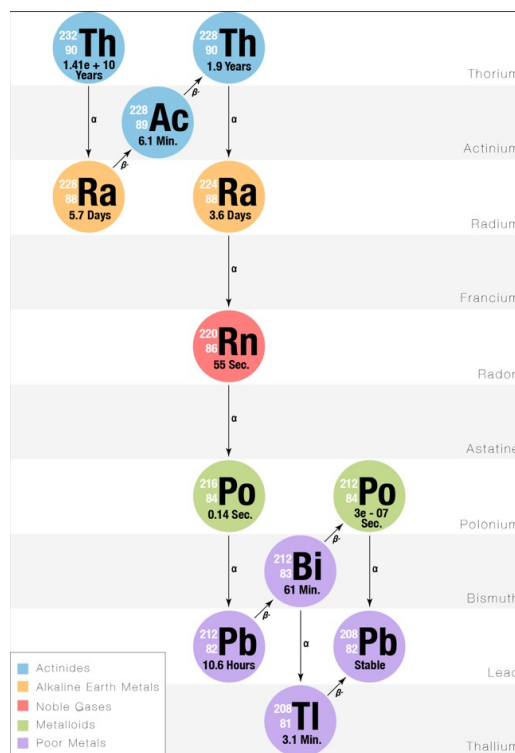 232
90
Th
1.41e + 10
Years
228
90
Th
1.9 Years
Thorium
α
β-
α
228
89
Ac
6.1 Min.
Actinium
β-
228
88
Ra
5.7 Days
224
88
Ra
3.6 Days
Radium
α
Francium
220
86
Rn
55 Sec.
Radon
α
Astatine
216
84
Po
0.14 Sec.
212
84
Po
3e - 07
Sec.
Polonium
α
β-
α
212
83
Bi
61 Min.
Bismuth
β-
α
212
82
Pb
10.6 Hours
208
82
Pb
Stable
Lead
β-
208
81
Tl
3.1 Min.
Thallium
Actinides
Alkaline Earth Metals
Noble Gases
Metalloids
Poor Metals